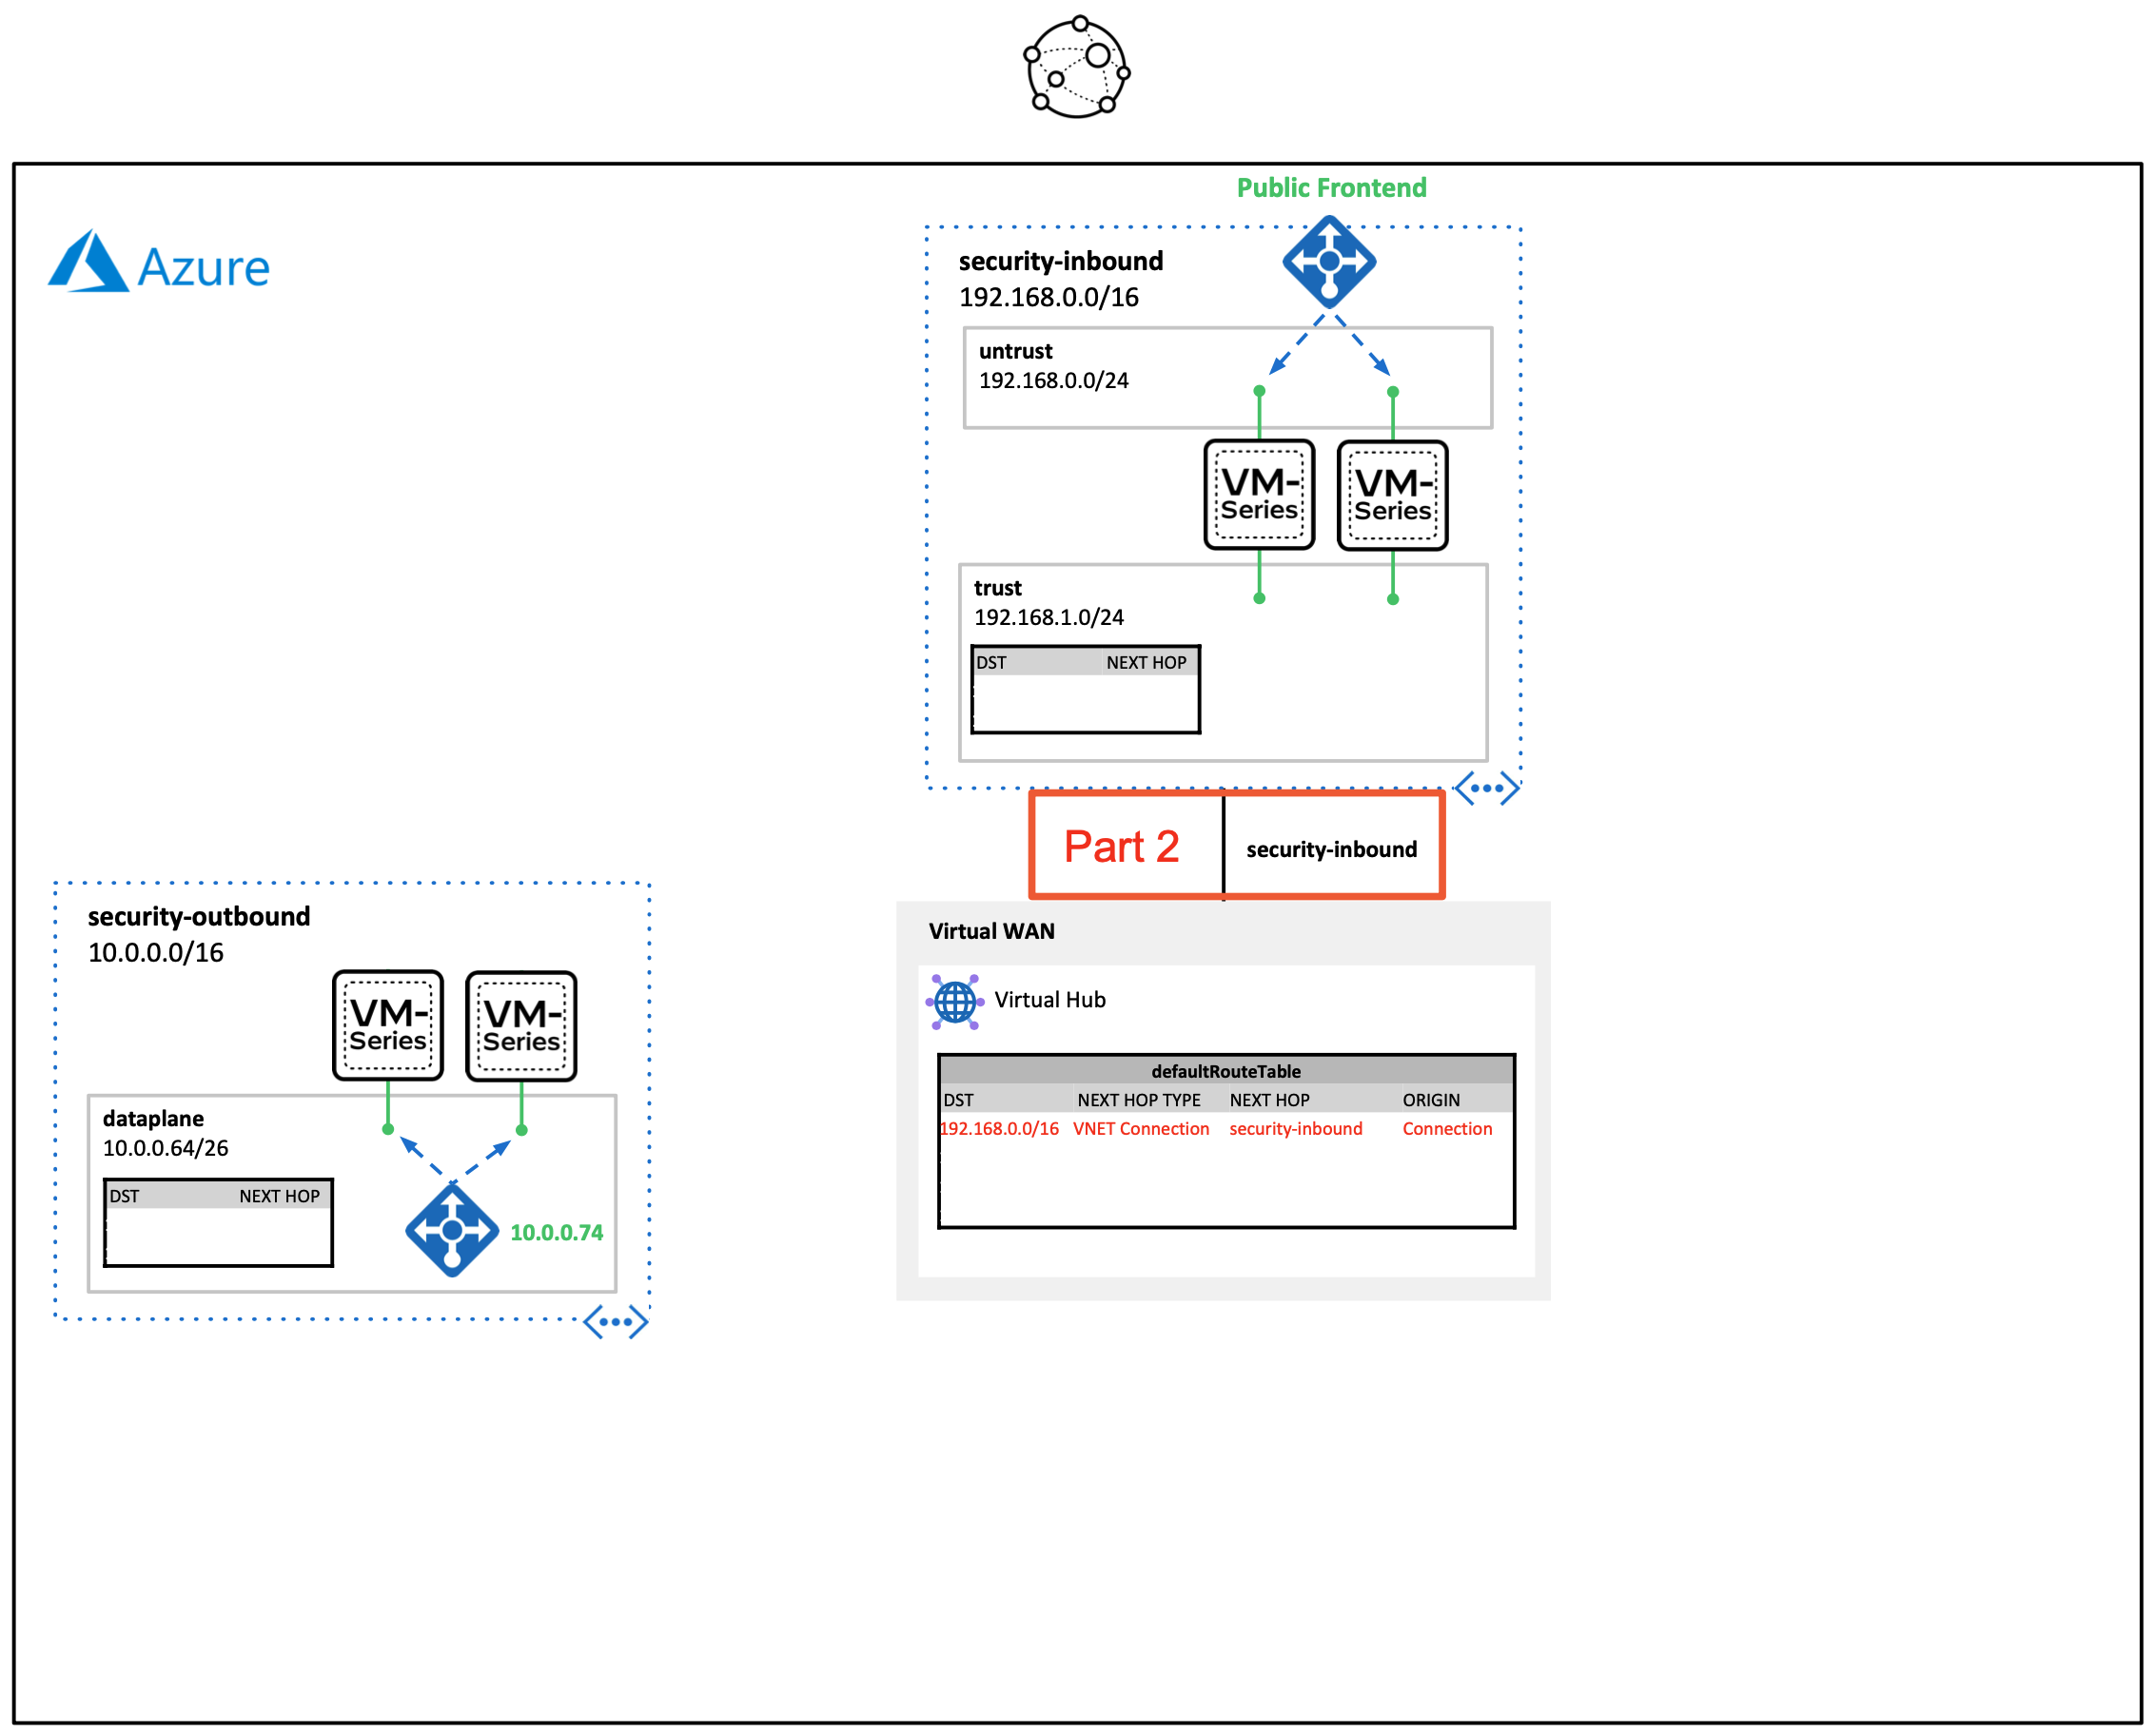 Azure
Public Frontend
security-inbound
192.168.0.0/16
untrust
192.168.0.0/24
VM-
Series
VM-
Series
trust
192.168.1.0/24
DST NEXT HOP
Part 2
security-inbound
security-outbound
10.0.0.0/16
VM-
Series
VM-
Series
dataplane
10.0.0.64/26
DST NEXT HOP
10.0.0.74
Virtual WAN
Virtual Hub
defaultRouteTable
DST NEXT HOP TYPE NEXT HOP ORIGIN
192.168.0.0/16 VNET Connection security-inbound Connection